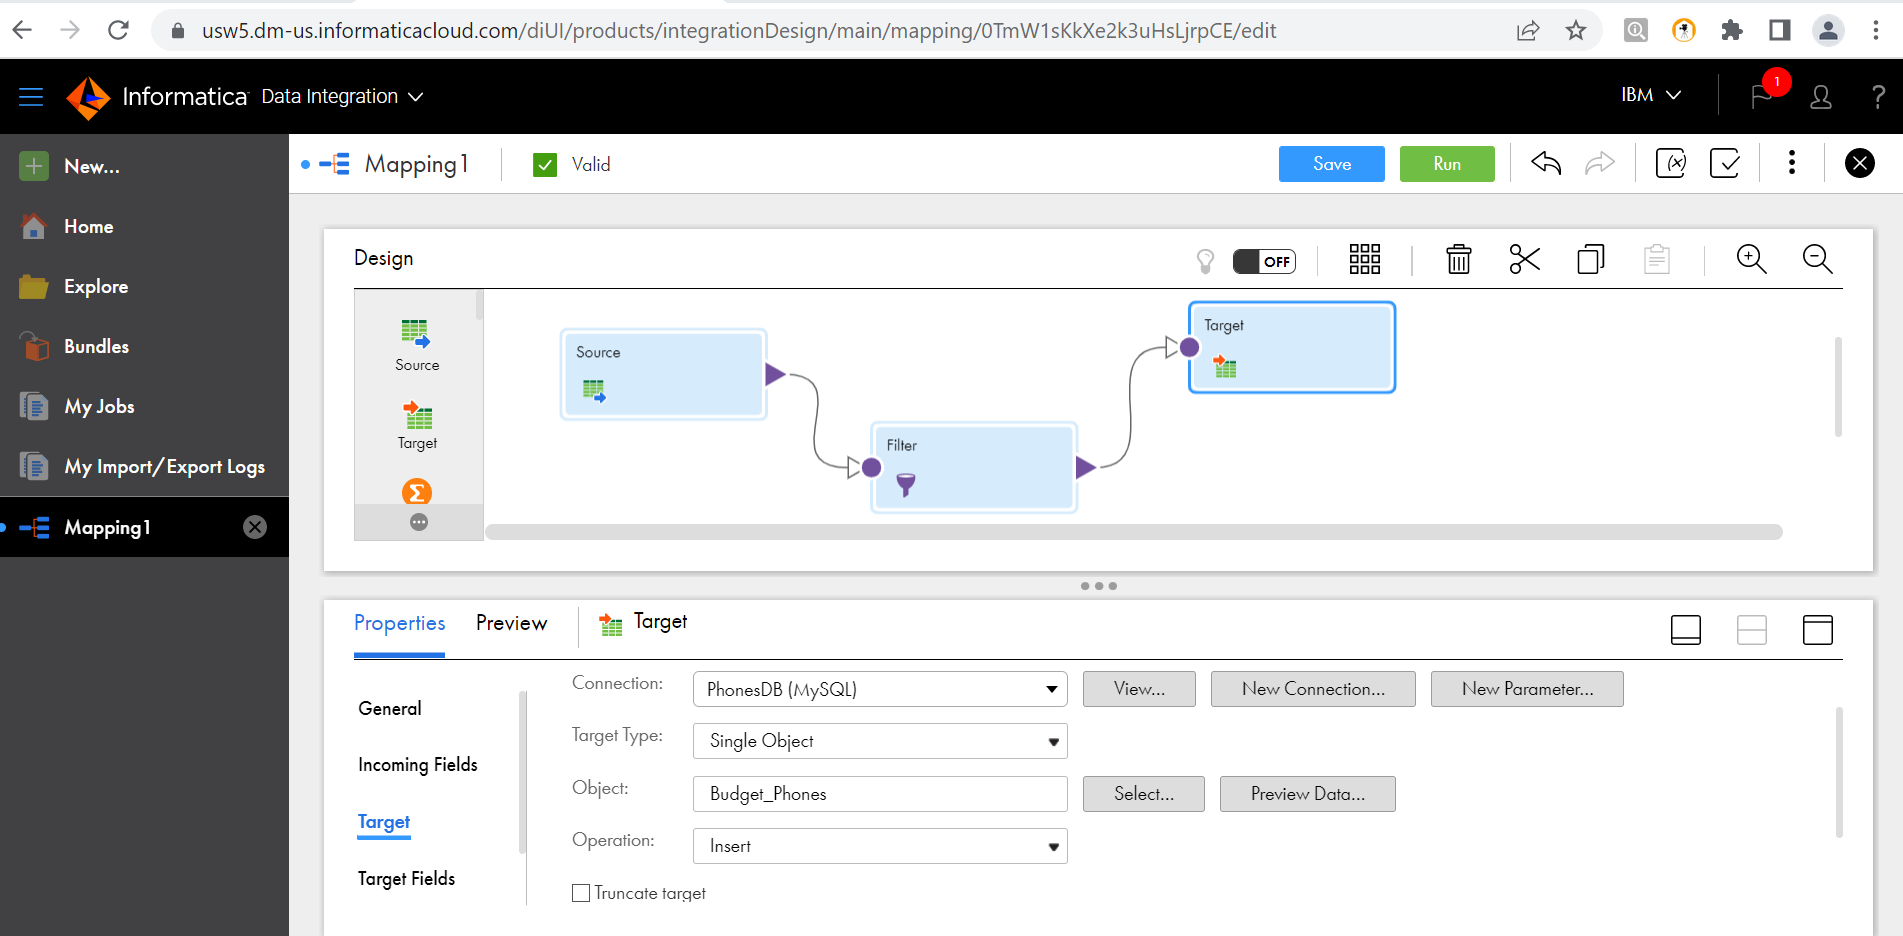 usw5.dm-us.informaticacloud.com/diUI/products/integrationDesign/main/mapping/0TmW1sKkXe2k3uHsLjrpCE/edit
Informatica Data Integration IBM 1 ?
New...
Home
Explore
Bundles
My Jobs
My Import/Export Logs
Mapping1
Mapping1 Valid Save Run (x)
Design OFF
Source
Target
Σ
Source
Filter
Target
Properties Preview Target
General
Incoming Fields
Target
Target Fields
Connection: PhonesDB (MySQL) View... New Connection... New Parameter...
Target Type: Single Object
Object: Budget_Phones Select... Preview Data...
Operation: Insert
Truncate target